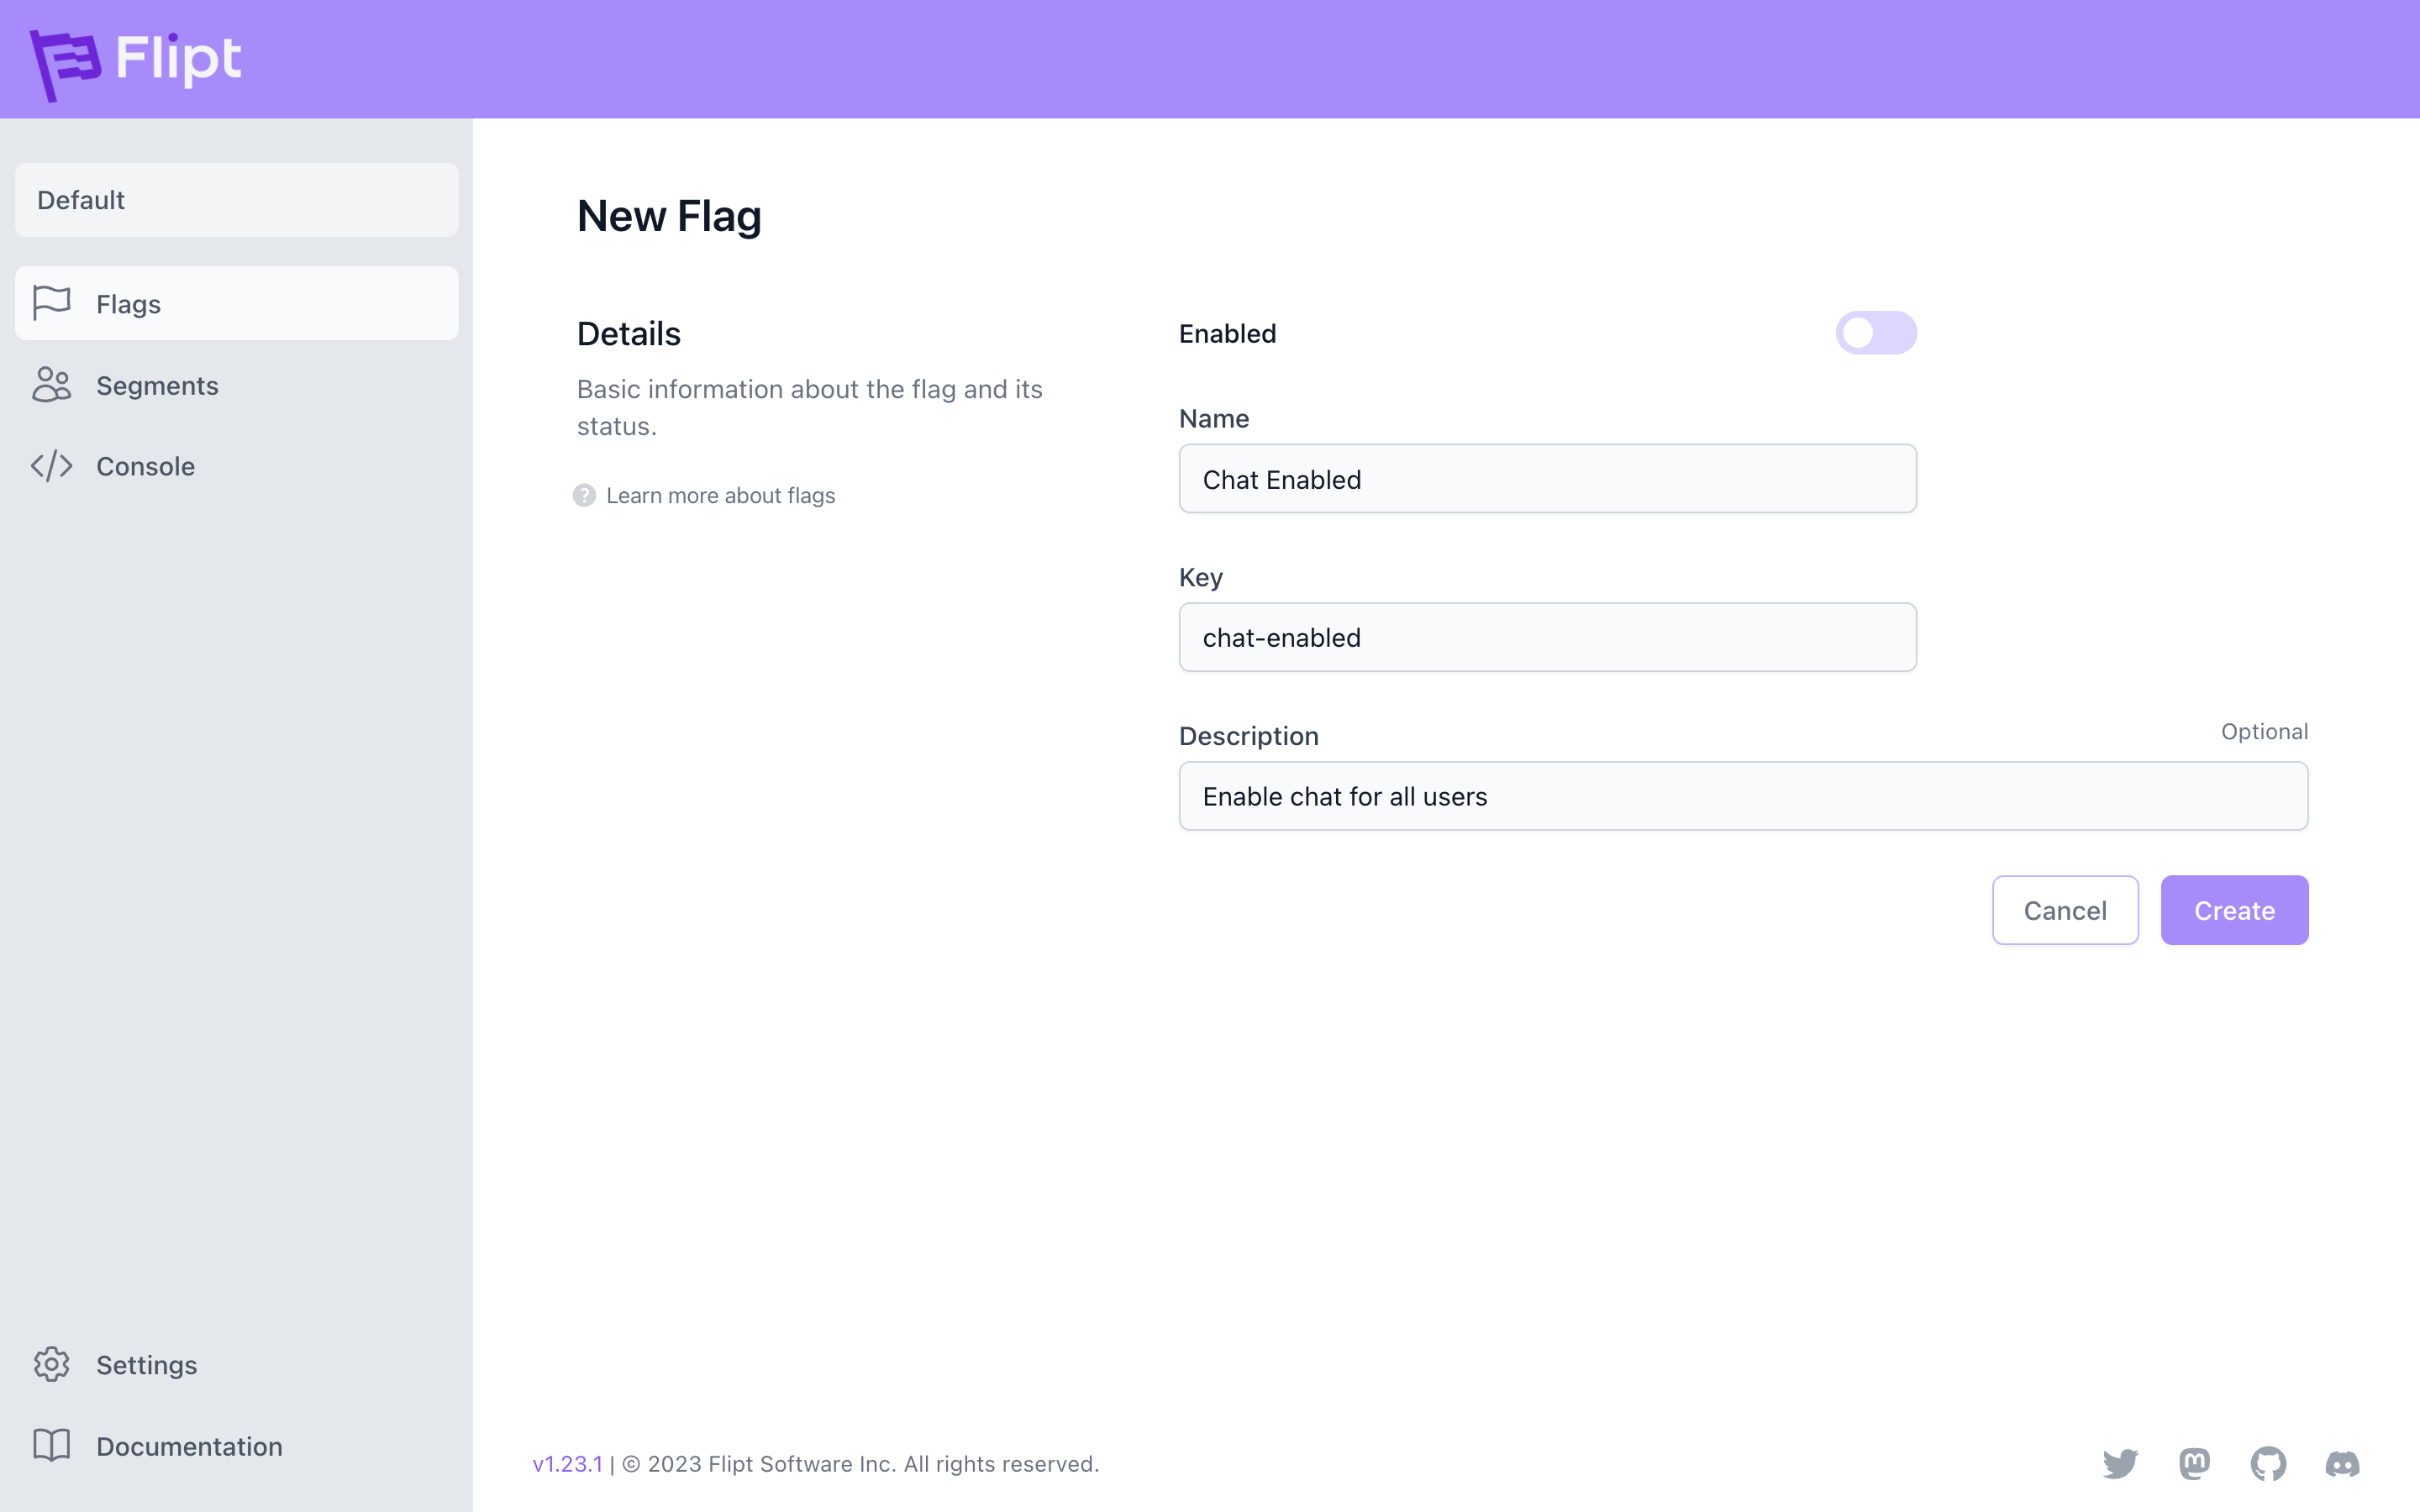 Flipt
Default
Flags
Segments
Console
Settings
Documentation
New Flag
Details
Basic information about the flag and its
status.
? Learn more about flags
Enabled
Name
Chat Enabled
Key
chat-enabled
Description
Optional
Enable chat for all users
Cancel
Create
v1.23.1 | © 2023 Flipt Software Inc. All rights reserved.